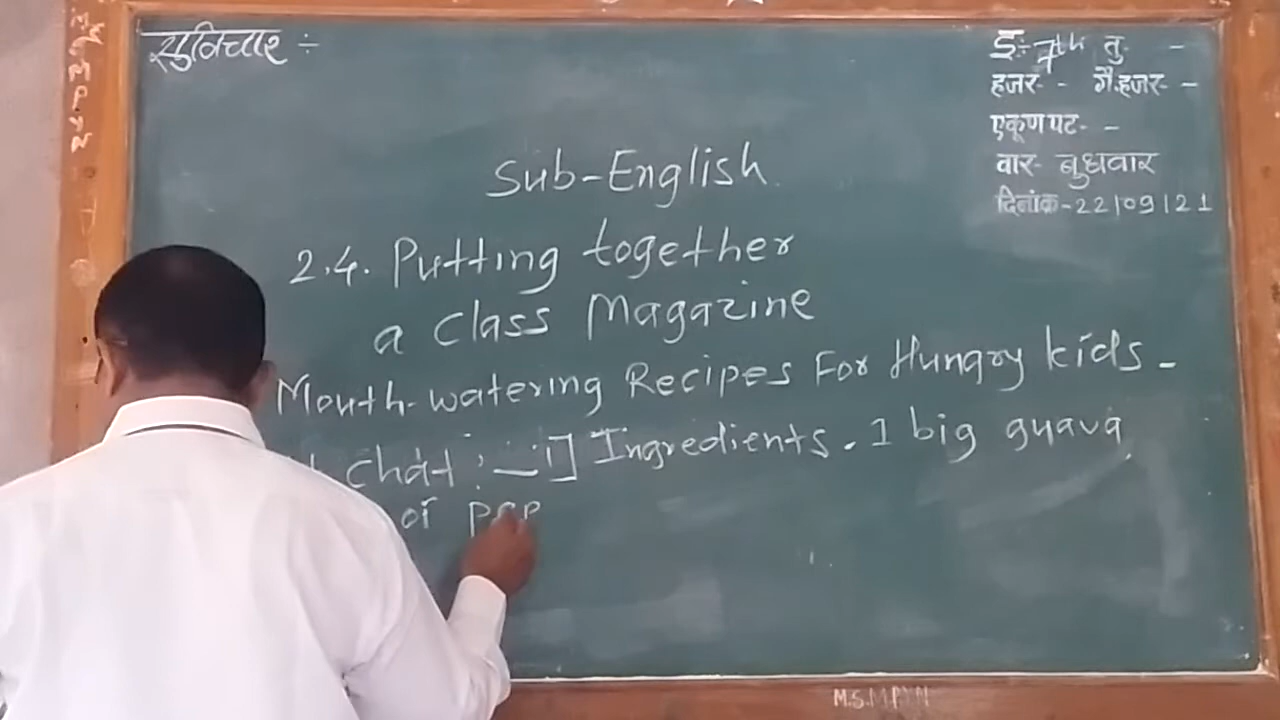 सुविचार ÷
इ÷ 7th तु. -
हजर- - गै.हजर- -
एकूण पट- -
वार- बुधवार
दिनांक-22/09/21
Sub-English
2.4. Putting together
a class Magazine
Mouth-watering Recipes For Hungry kids -
chat :— 1] Ingredients. 1 big guava,
of